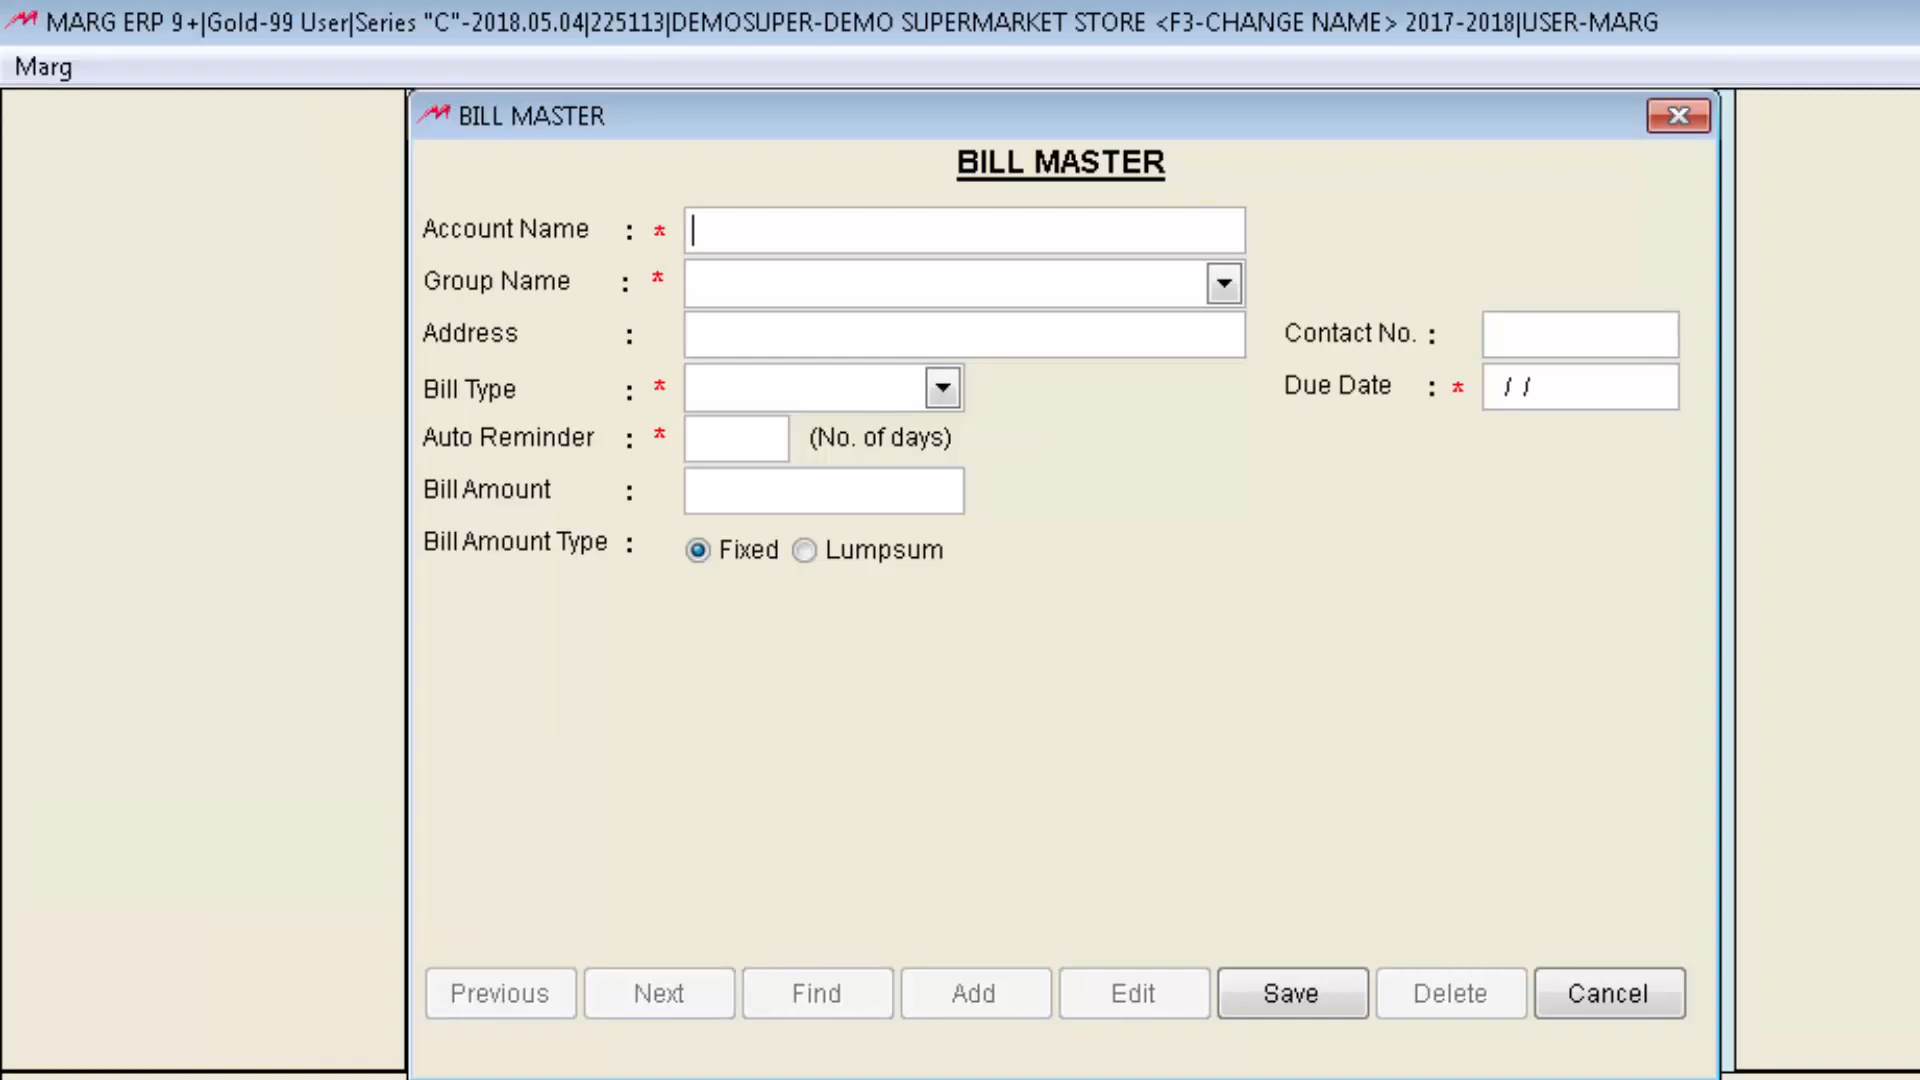 MARG ERP 9+|Gold-99 User|Series "C"-2018.05.04|225113|DEMOSUPER-DEMO SUPERMARKET STORE <F3-CHANGE NAME> 2017-2018|USER-MARG
Marg
BILL MASTER
BILL MASTER
Account Name : *
Group Name : *
Address : Contact No. :
Bill Type : * Due Date : * / /
Auto Reminder : * (No. of days)
Bill Amount :
Bill Amount Type : Fixed Lumpsum
Previous Next Find Add Edit Save Delete Cancel